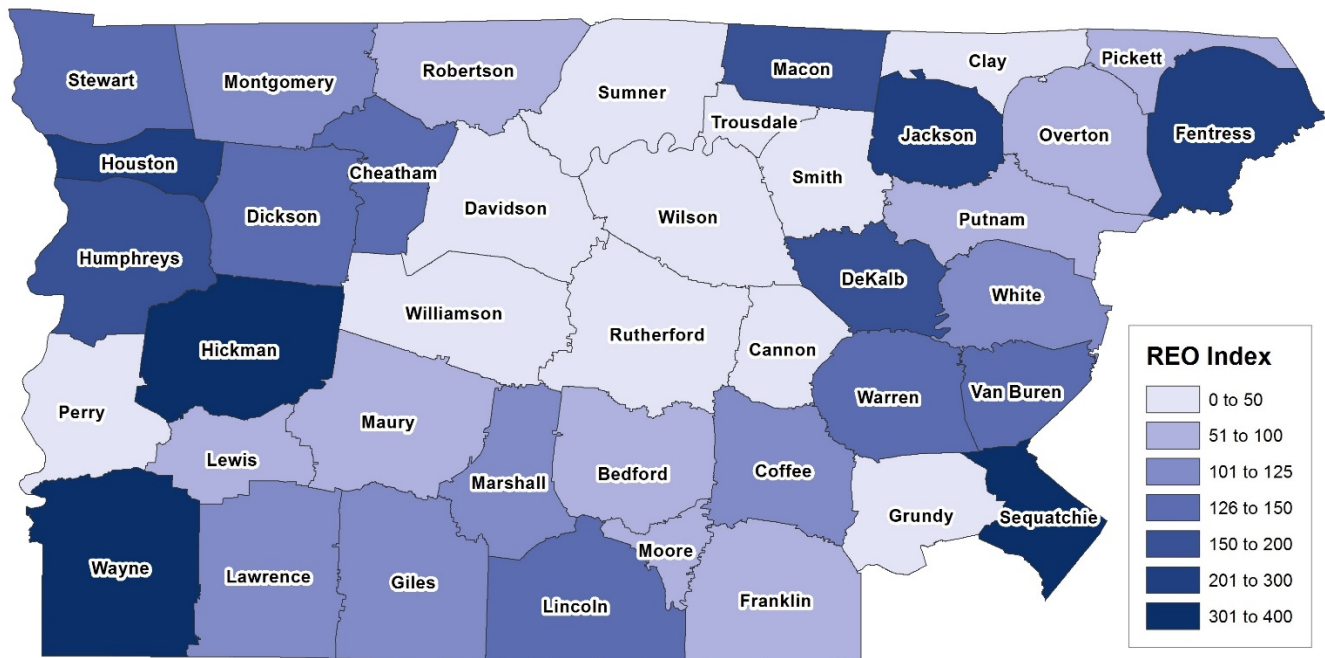 Stewart
Montgomery
Robertson
Sumner
Macon
Clay
Pickett
Trousdale
Jackson
Overton
Fentress
Houston
Cheatham
Smith
Dickson
Davidson
Wilson
Putnam
Humphreys
DeKalb
White
Williamson
Rutherford
Cannon
Hickman
Perry
Maury
Warren
Van Buren
Lewis
Marshall
Bedford
Coffee
Grundy
Sequatchie
Wayne
Lawrence
Giles
Moore
Lincoln
Franklin
REO Index
0 to 50
51 to 100
101 to 125
126 to 150
150 to 200
201 to 300
301 to 400